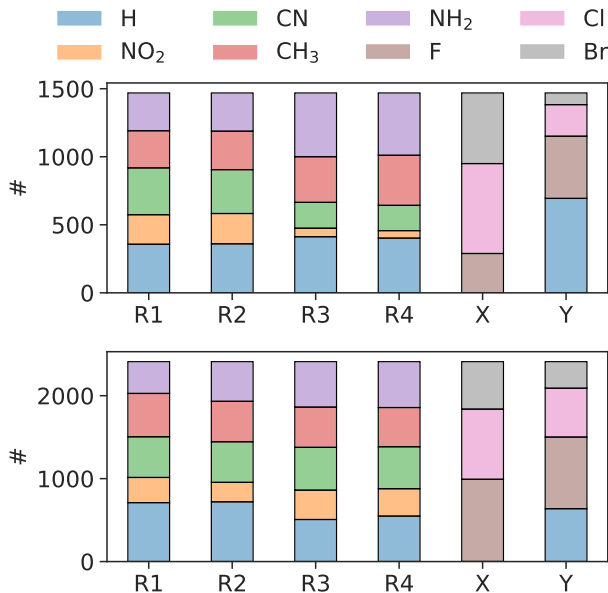 H CN NH₂ Cl
NO₂ CH₃ F Br
1500
1000
500
0
#
R1 R2 R3 R4 X Y
2000
1000
0
#
R1 R2 R3 R4 X Y